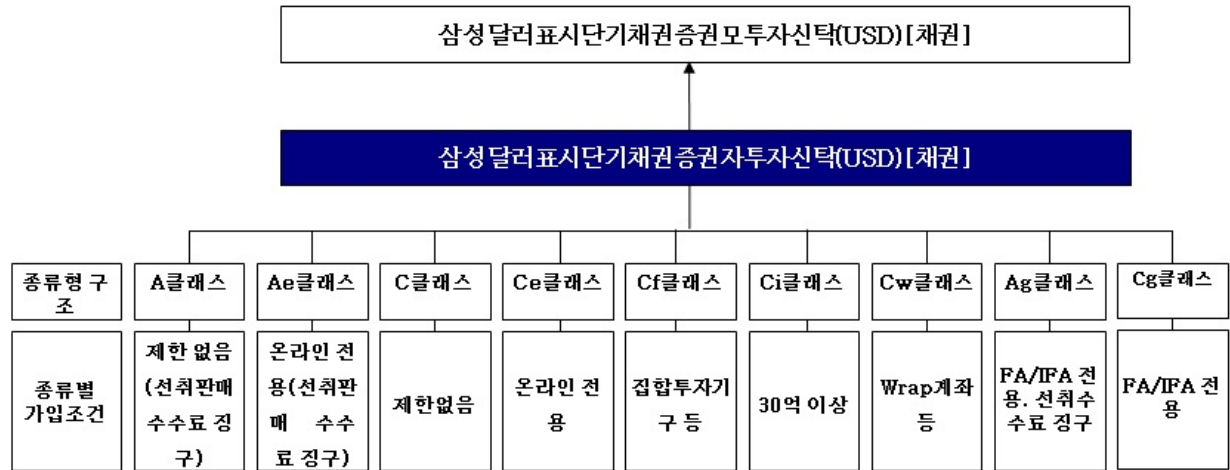 삼성달러표시단기채권증권모투자신탁(USD)[채권]
삼성달러표시단기채권증권자투자신탁(USD)[채권]
종류형 구
조
A클래스
Ae클래스
C클래스
Ce클래스
Cf클래스
Ci클래스
Cw클래스
Ag클래스
Cg클래스
종류별
가입조건
제한 없음
(선취판매
수수료 징
구)
온라인 전
용(선취판
매 수수
료 징구)
제한없음
온라인 전
용
집합투자기
구 등
30억 이상
Wrap계좌
등
FA/IFA 전
용. 선취수
수료 징구
FA/IFA 전
용